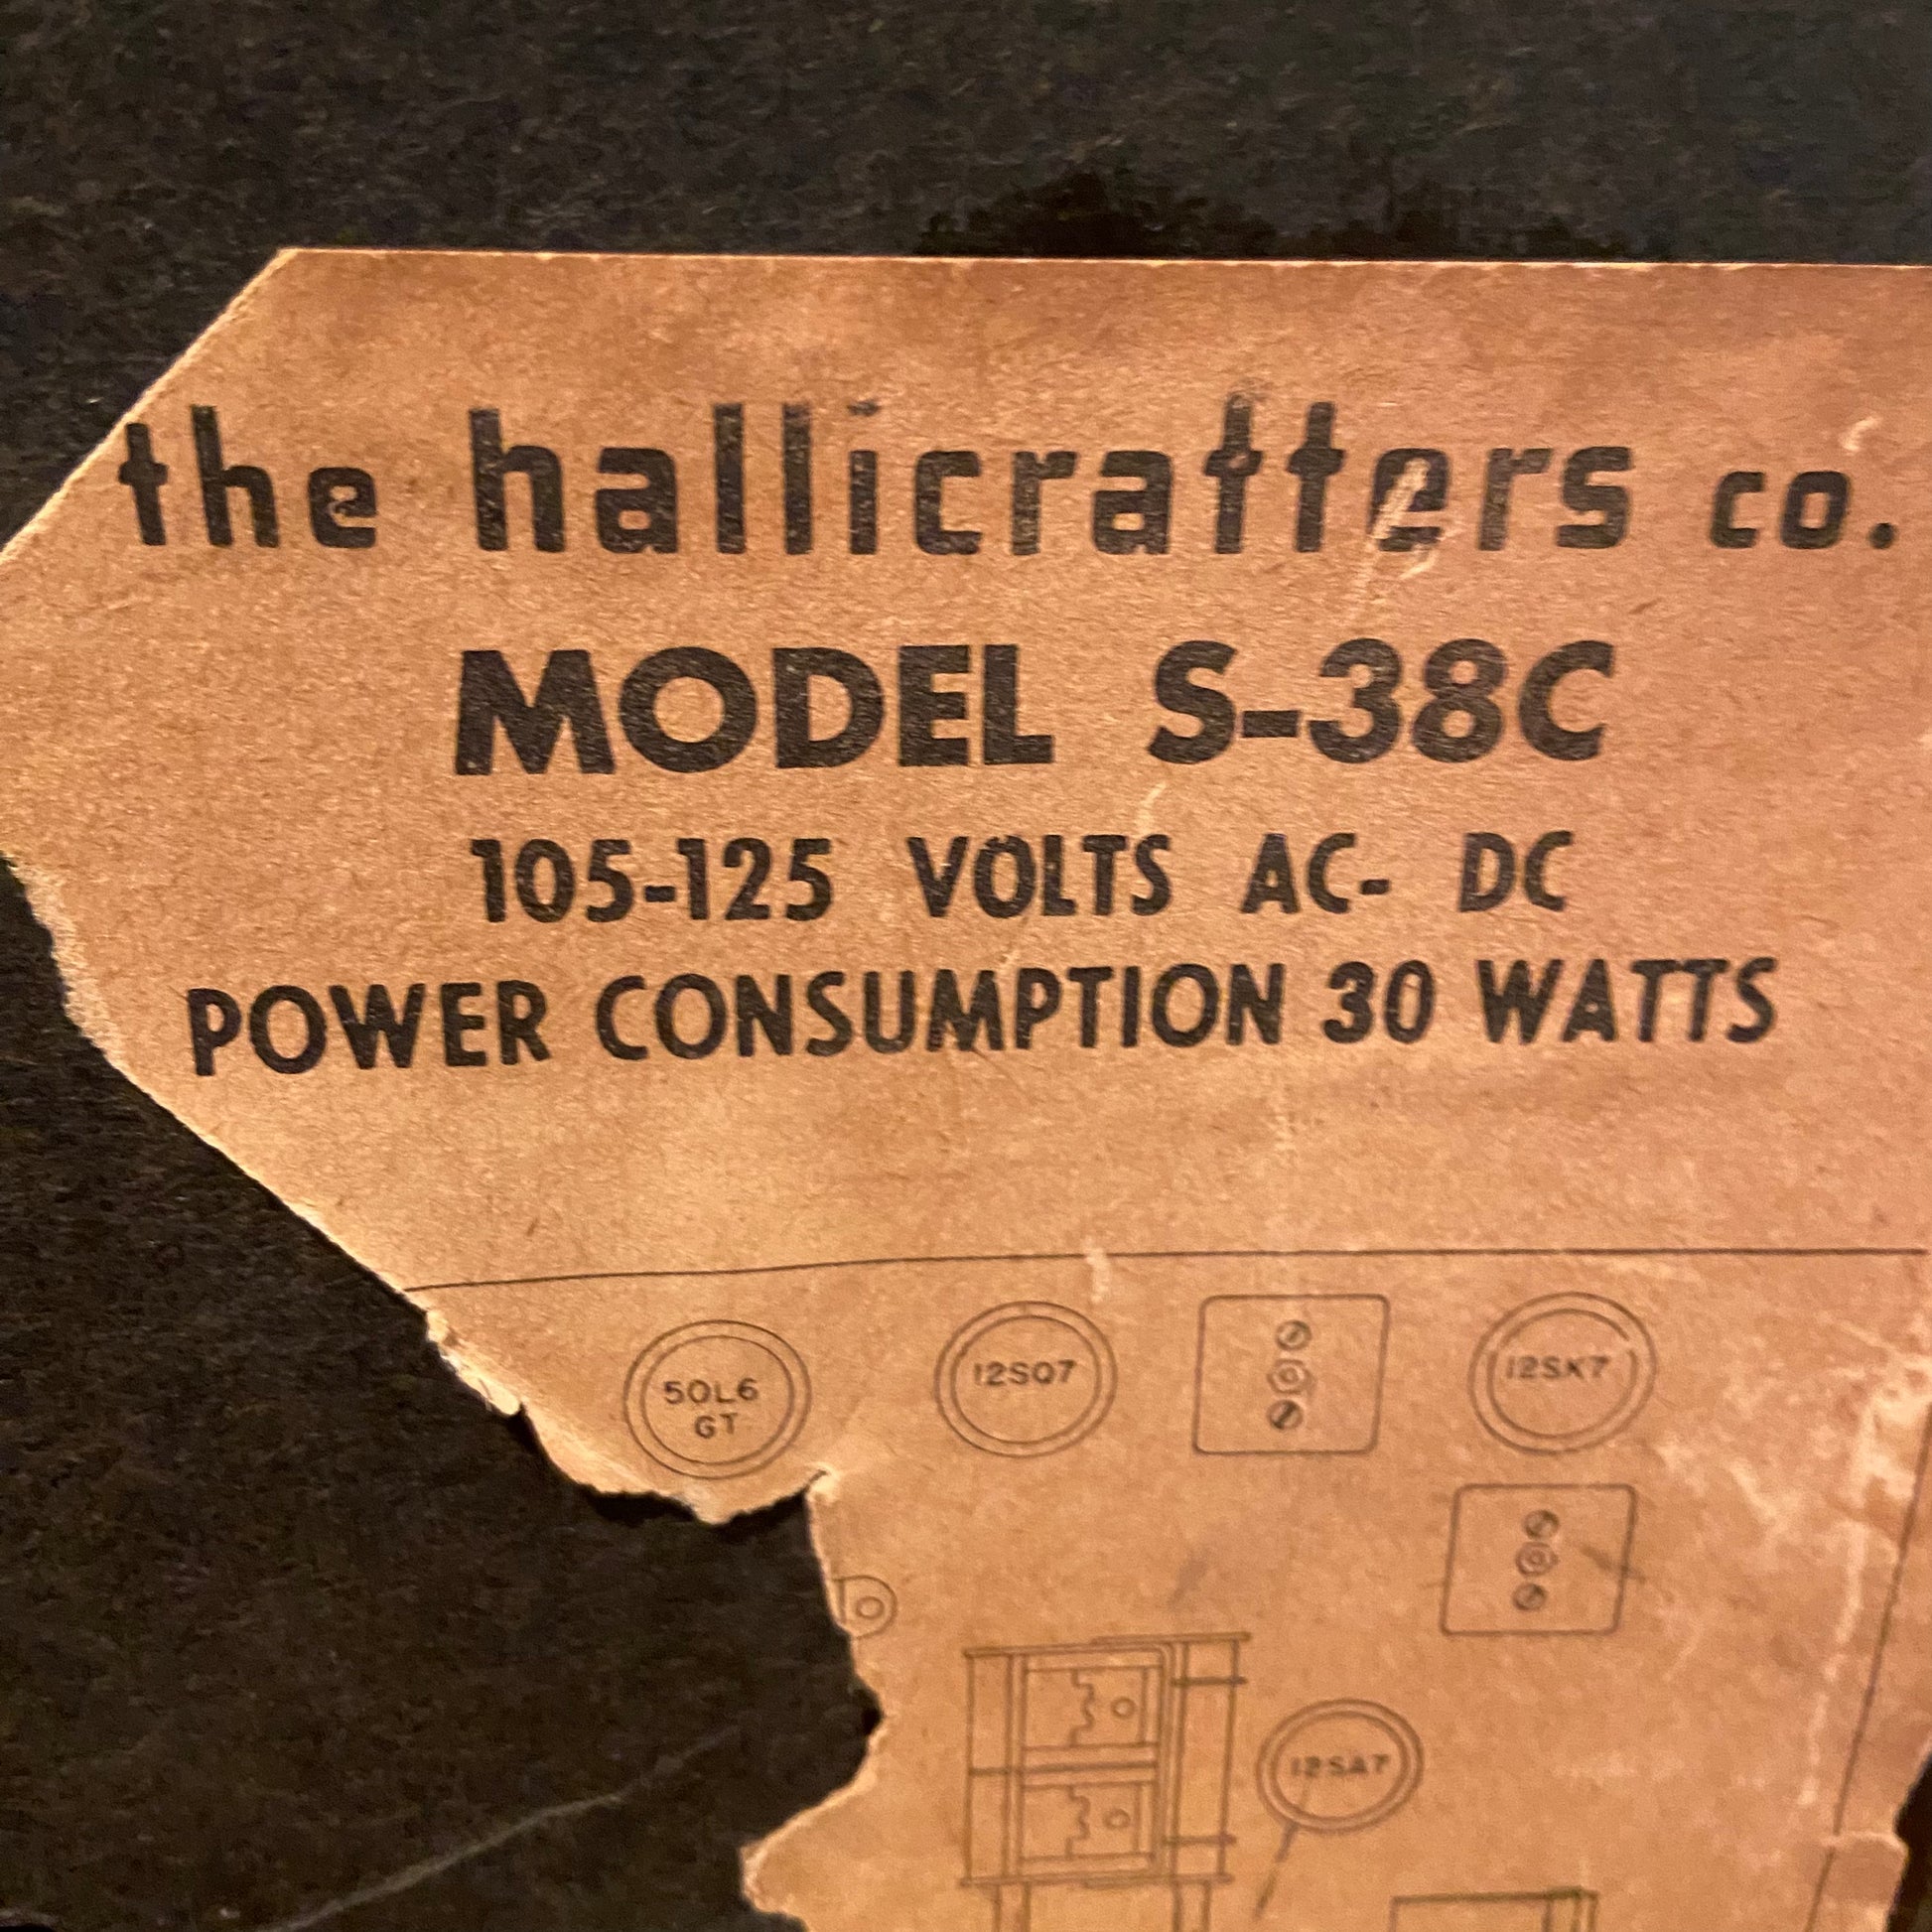 the hallicrafters co.
MODEL S-38C
105-125 VOLTS AC- DC
POWER CONSUMPTION 30 WATTS
50L6
GT
12SQ7
12SK7
12SA7